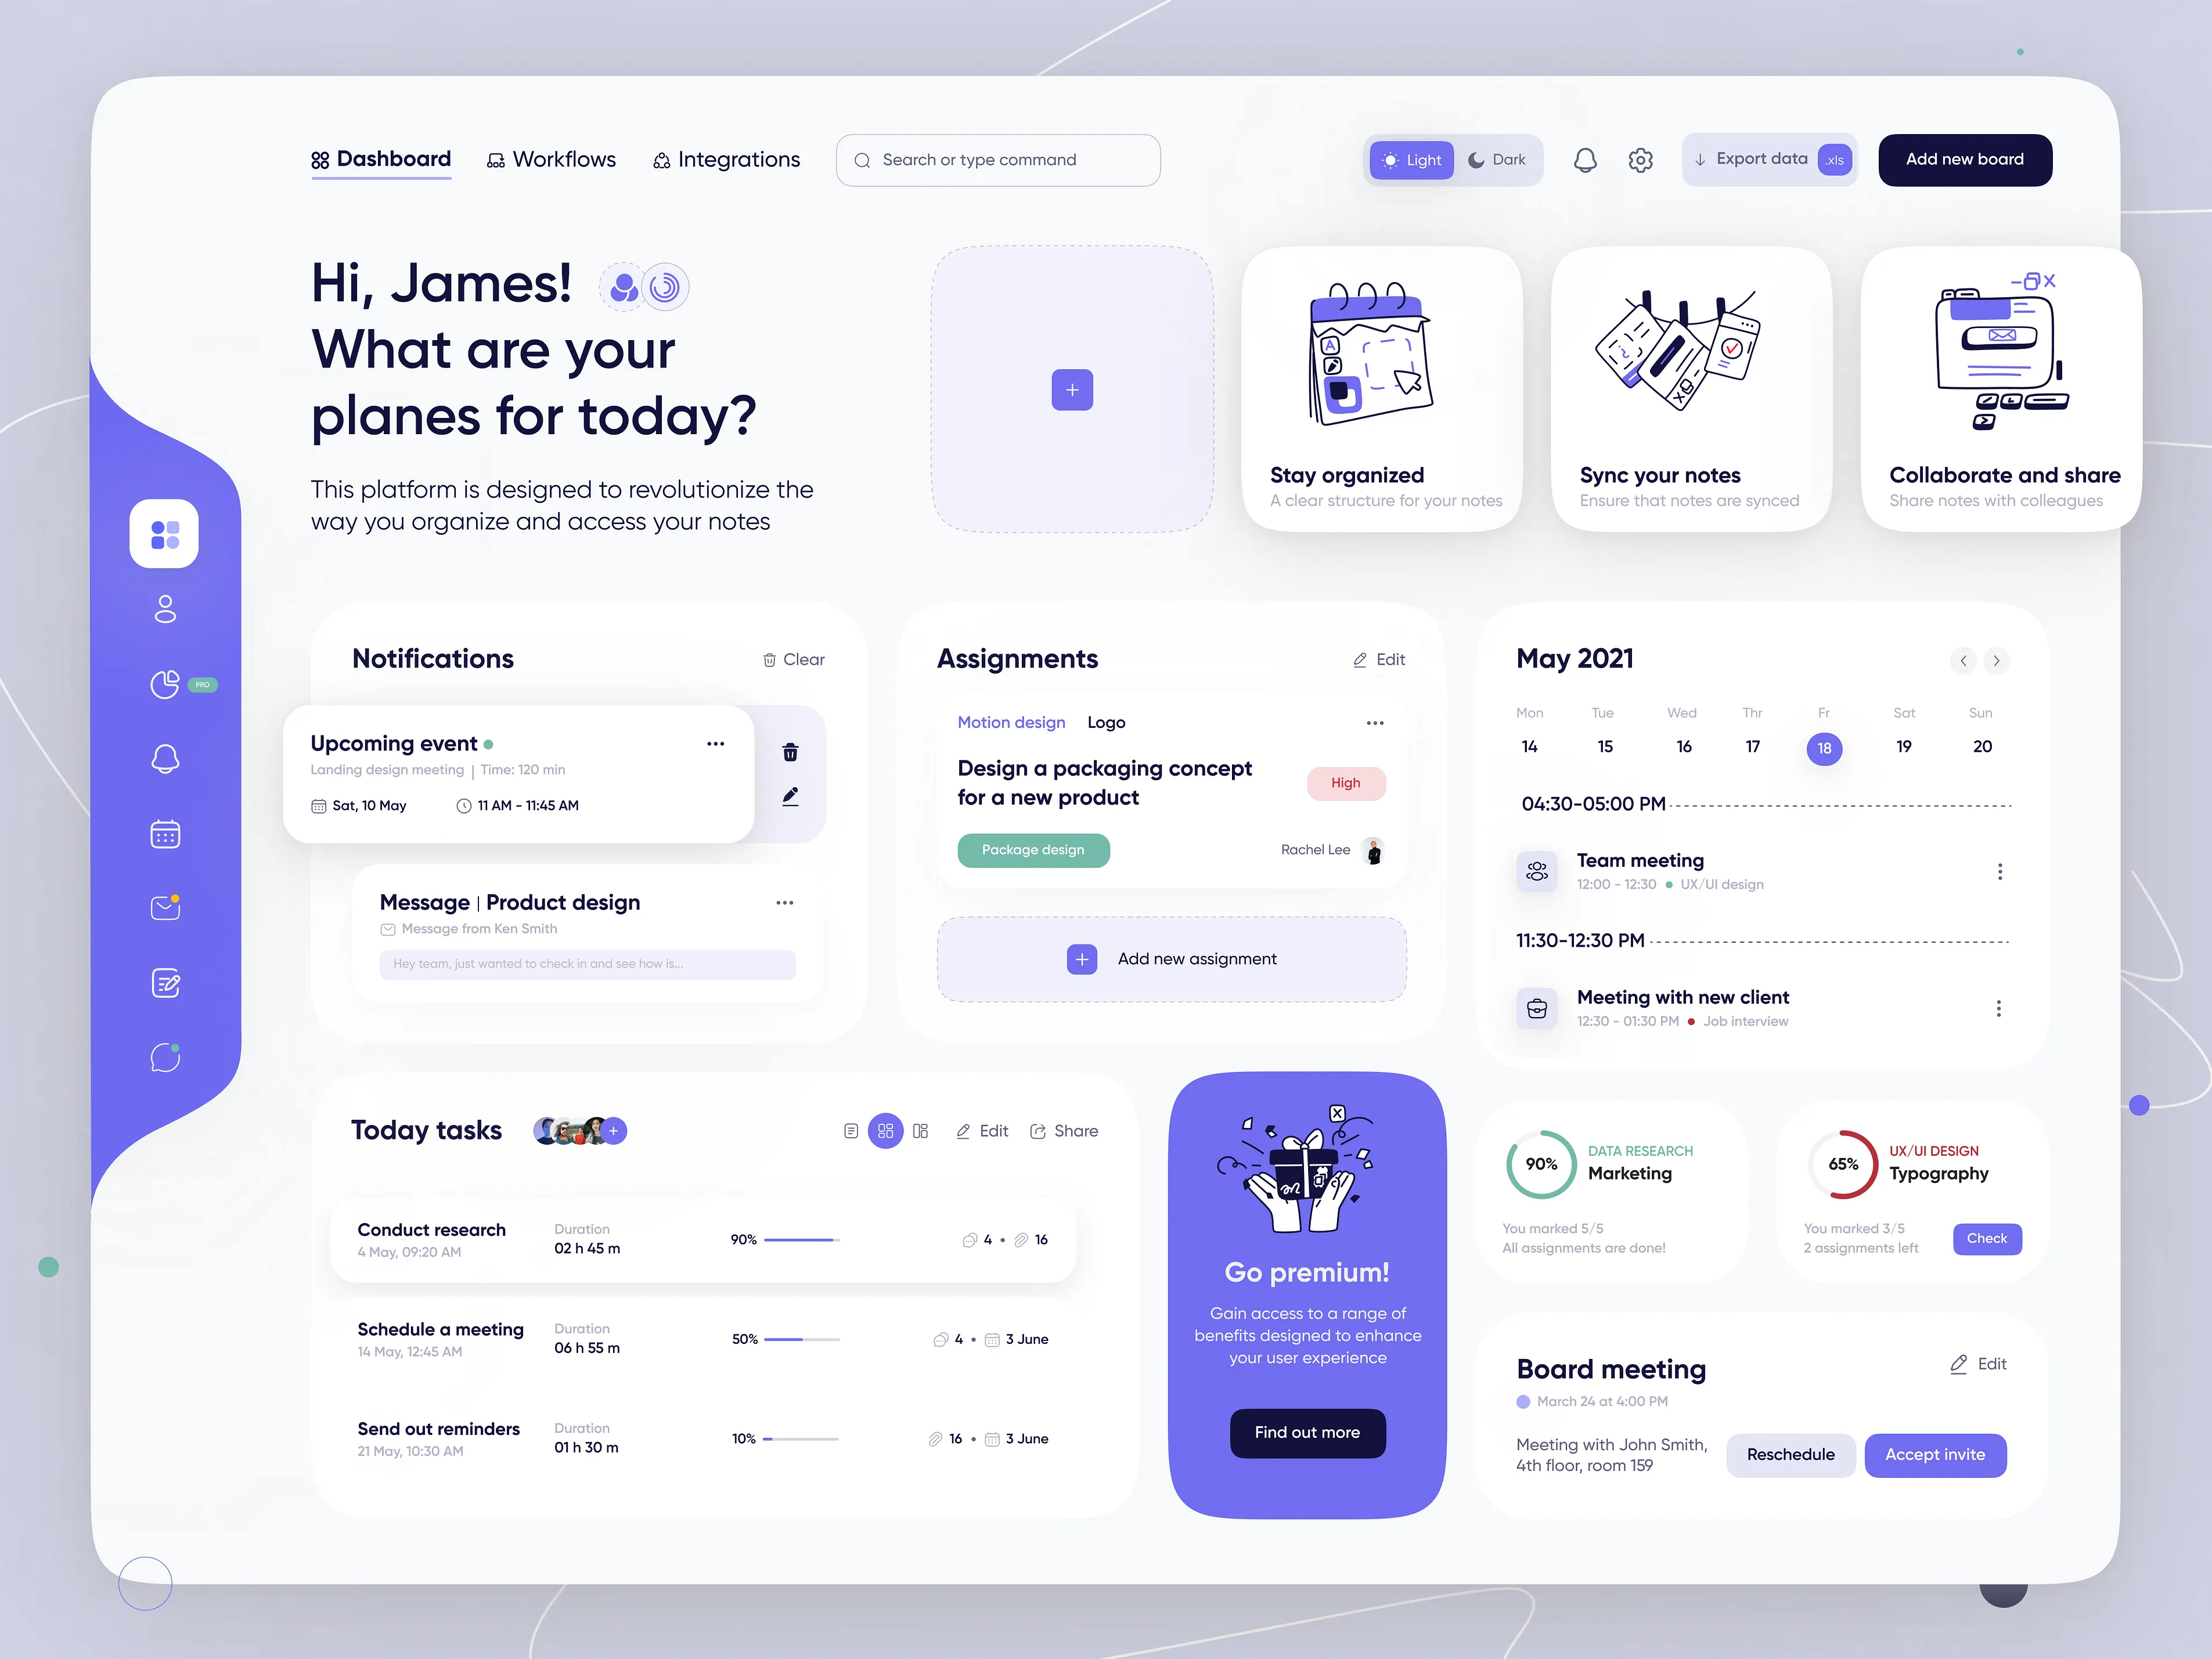 Dashboard
Workflows
Integrations
Search or type command
Light
Dark
Export data
.xls
Add new board
Hi, James!
What are your
planes for today?
This platform is designed to revolutionize the
way you organize and access your notes
Stay organized
A clear structure for your notes
Sync your notes
Ensure that notes are synced
Collaborate and share
Share notes with colleagues
PRO
Notifications
Clear
Upcoming event
Landing design meeting | Time: 120 min
Sat, 10 May
11 AM - 11:45 AM
Message | Product design
Message from Ken Smith
Hey team, just wanted to check in and see how is...
Assignments
Edit
Motion design
Logo
Design a packaging concept
for a new product
High
Package design
Rachel Lee
Add new assignment
May 2021
Mon Tue Wed Thr Fr Sat Sun
14 15 16 17 18 19 20
04:30-05:00 PM
Team meeting
12:00 - 12:30 • UX/UI design
11:30-12:30 PM
Meeting with new client
12:30 - 01:30 PM • Job interview
Today tasks
Edit
Share
Conduct research
4 May, 09:20 AM
Duration
02 h 45 m
90%
4 • 16
Schedule a meeting
14 May, 12:45 AM
Duration
06 h 55 m
50%
4 • 3 June
Send out reminders
21 May, 10:30 AM
Duration
01 h 30 m
10%
16 • 3 June
Go premium!
Gain access to a range of
benefits designed to enhance
your user experience
Find out more
90%
DATA RESEARCH
Marketing
You marked 5/5
All assignments are done!
65%
UX/UI DESIGN
Typography
You marked 3/5
2 assignments left
Check
Board meeting
Edit
March 24 at 4:00 PM
Meeting with John Smith,
4th floor, room 159
Reschedule
Accept invite